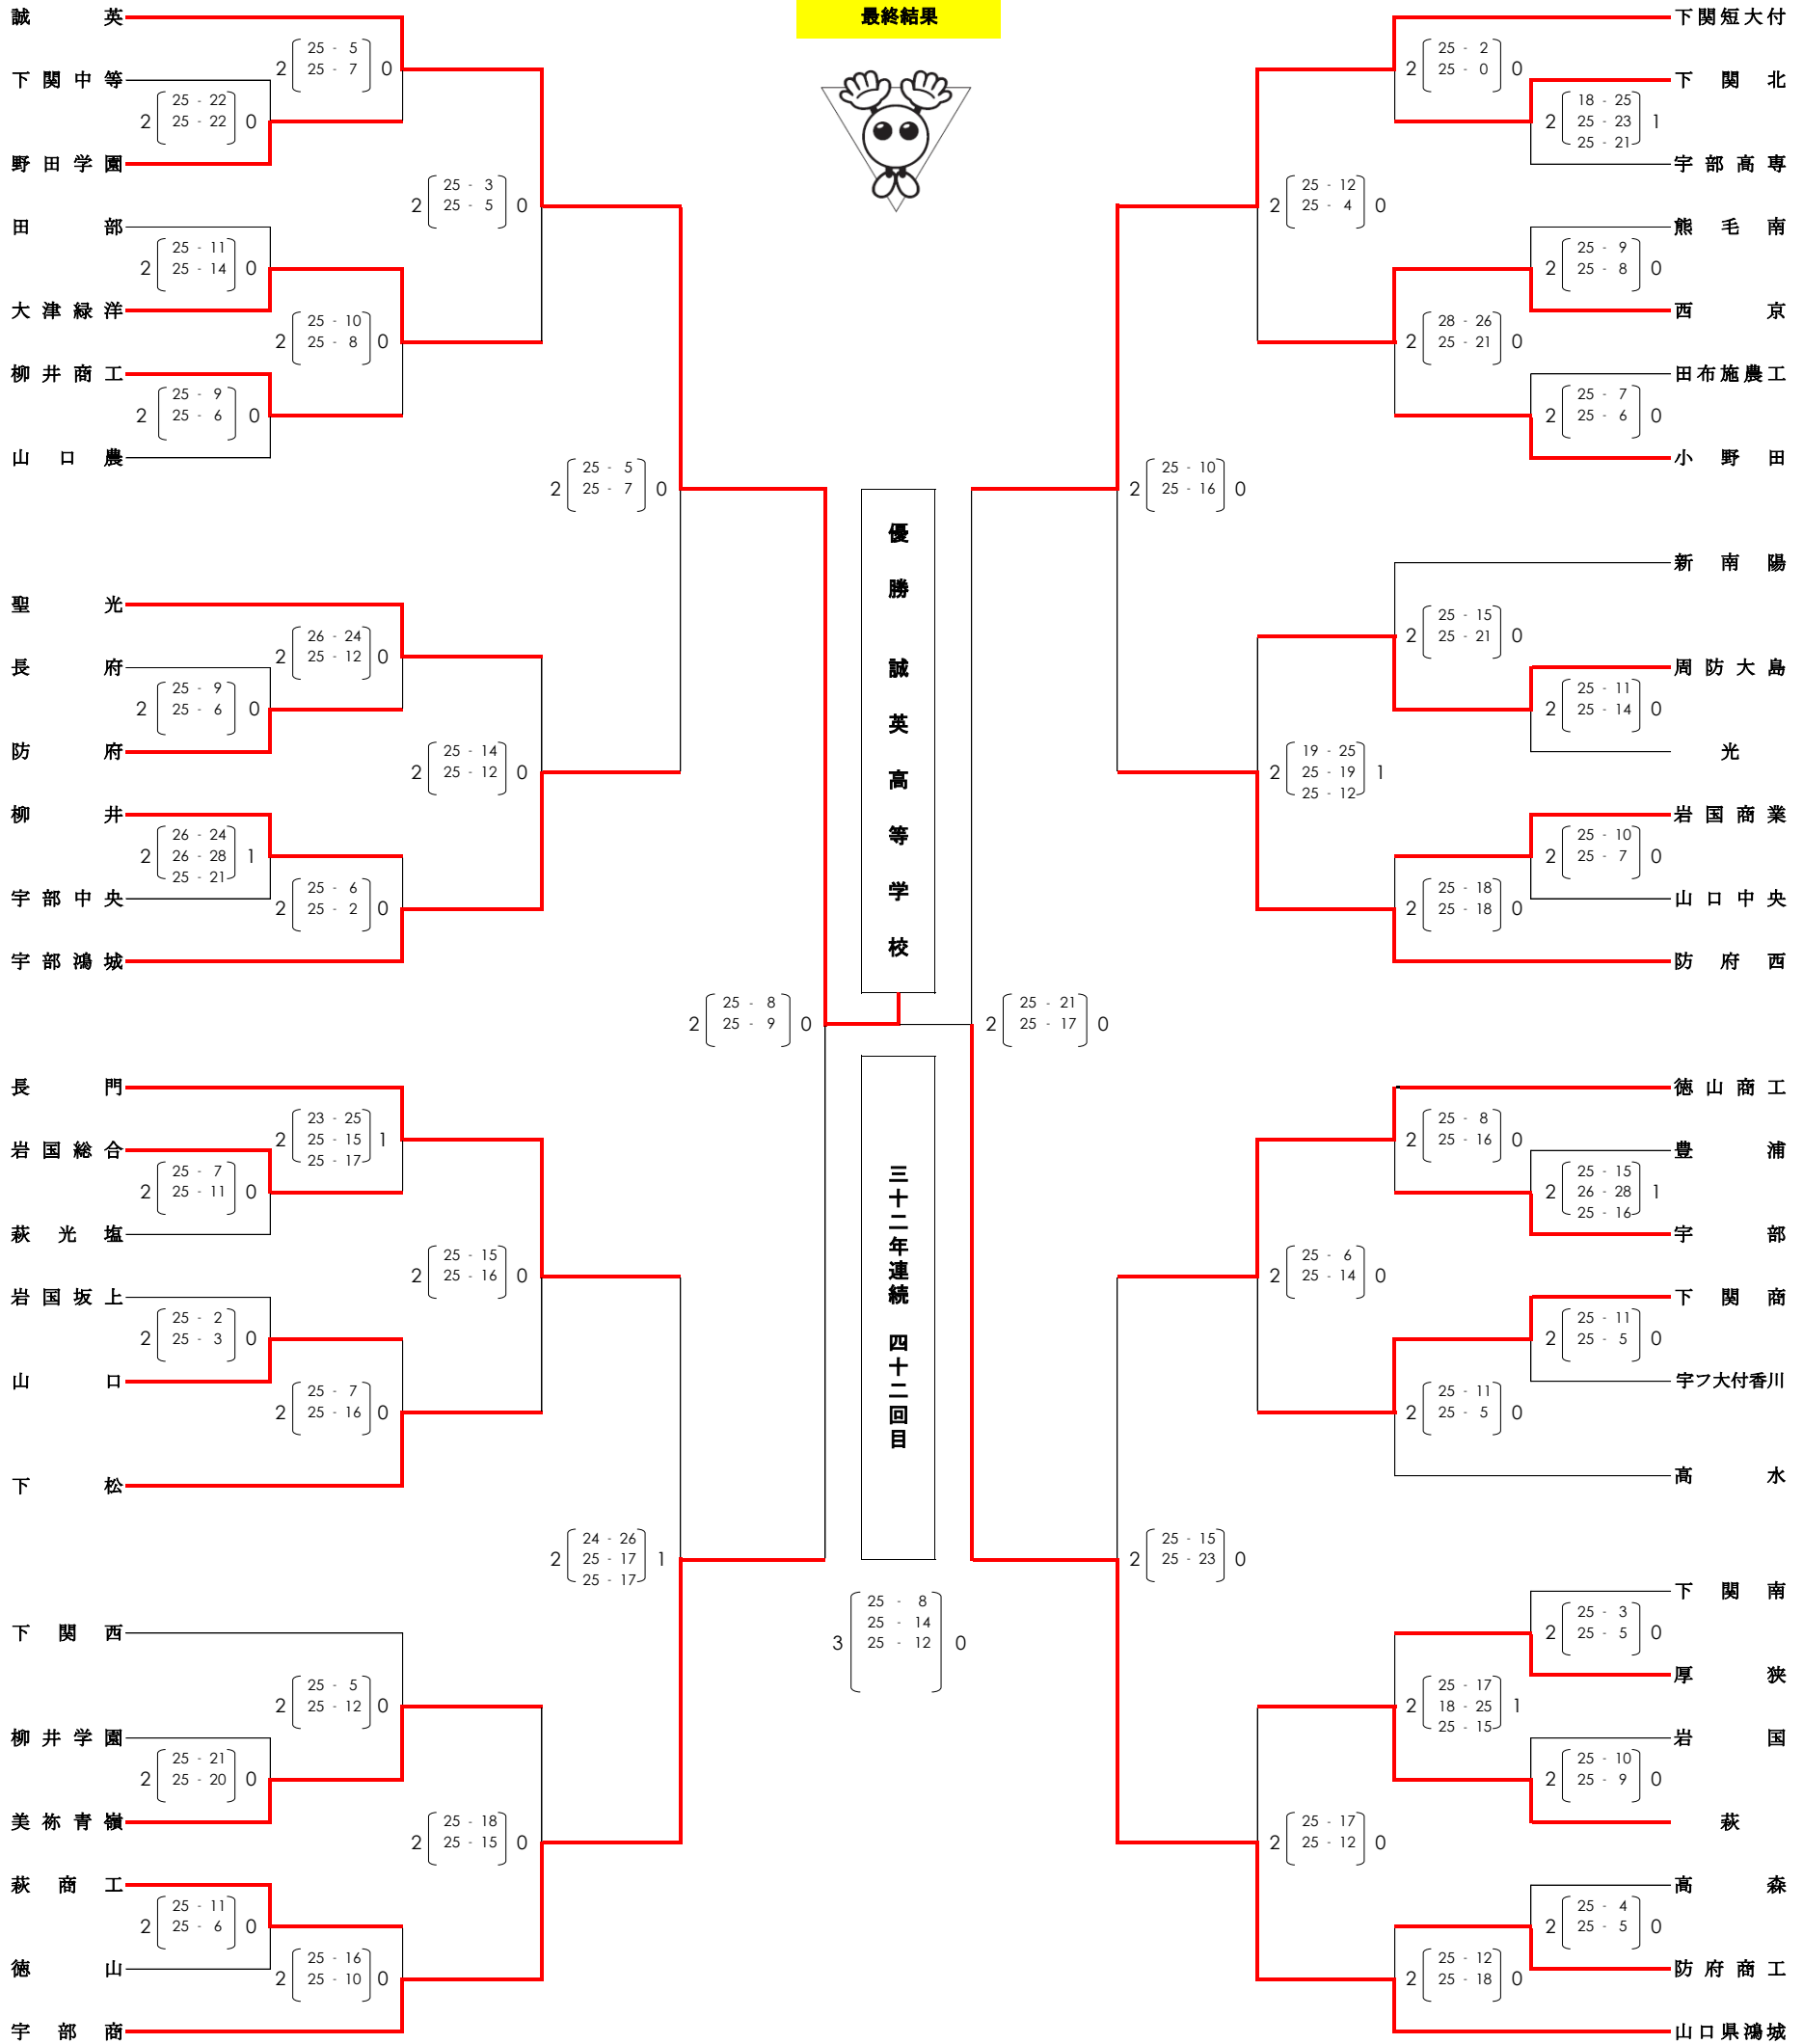 最終結果
誠英
2 25 - 5 0
25 - 7
下関中等
2 25 - 22 0
25 - 22
野田学園
2 25 - 3 0
25 - 5
田部
2 25 - 11 0
25 - 14
大津緑洋
2 25 - 10 0
25 - 8
柳井商工
2 25 - 9 0
25 - 6
山口農
2 25 - 5 0
25 - 7
聖光
2 26 - 24 0
25 - 12
長府
2 25 - 9 0
25 - 6
防府
2 25 - 14 0
25 - 12
柳井
2 26 - 24 1
26 - 28
25 - 21
宇部中央
2 25 - 6 0
25 - 2
宇部鴻城
2 25 - 8 0
25 - 9
長門
2 23 - 25 1
25 - 15
25 - 17
岩国総合
2 25 - 7 0
25 - 11
萩光塩
2 25 - 15 0
25 - 16
岩国坂上
2 25 - 2 0
25 - 3
山口
2 25 - 7 0
25 - 16
下松
2 24 - 26 1
25 - 17
25 - 17
下関西
2 25 - 5 0
25 - 12
柳井学園
2 25 - 21 0
25 - 20
美祢青嶺
2 25 - 18 0
25 - 15
萩商工
2 25 - 11 0
25 - 6
徳山
2 25 - 16 0
25 - 10
宇部商
優勝 誠英高等学校
三十二年連続 四十二回目
3 25 - 8 0
25 - 14
25 - 12
下関短大付
2 25 - 2 0
25 - 0
下関北
2 18 - 25 1
25 - 23
25 - 21
宇部高専
2 25 - 12 0
25 - 4
熊毛南
2 25 - 9 0
25 - 8
西京
2 28 - 26 0
25 - 21
田布施農工
2 25 - 7 0
25 - 6
小野田
2 25 - 10 0
25 - 16
新南陽
2 25 - 15 0
25 - 21
周防大島
2 25 - 11 0
25 - 14
光
2 19 - 25 1
25 - 19
25 - 12
岩国商業
2 25 - 10 0
25 - 7
山口中央
2 25 - 18 0
25 - 18
防府西
2 25 - 21 0
25 - 17
徳山商工
2 25 - 8 0
25 - 16
豊浦
2 25 - 15 1
26 - 28
25 - 16
宇部
2 25 - 6 0
25 - 14
下関商
2 25 - 11 0
25 - 5
宇フ大付香川
2 25 - 11 0
25 - 5
高水
2 25 - 15 0
25 - 23
下関南
2 25 - 3 0
25 - 5
厚狭
2 25 - 17 1
18 - 25
25 - 15
岩国
2 25 - 10 0
25 - 9
萩
2 25 - 17 0
25 - 12
高森
2 25 - 4 0
25 - 5
防府商工
2 25 - 12 0
25 - 18
山口県鴻城